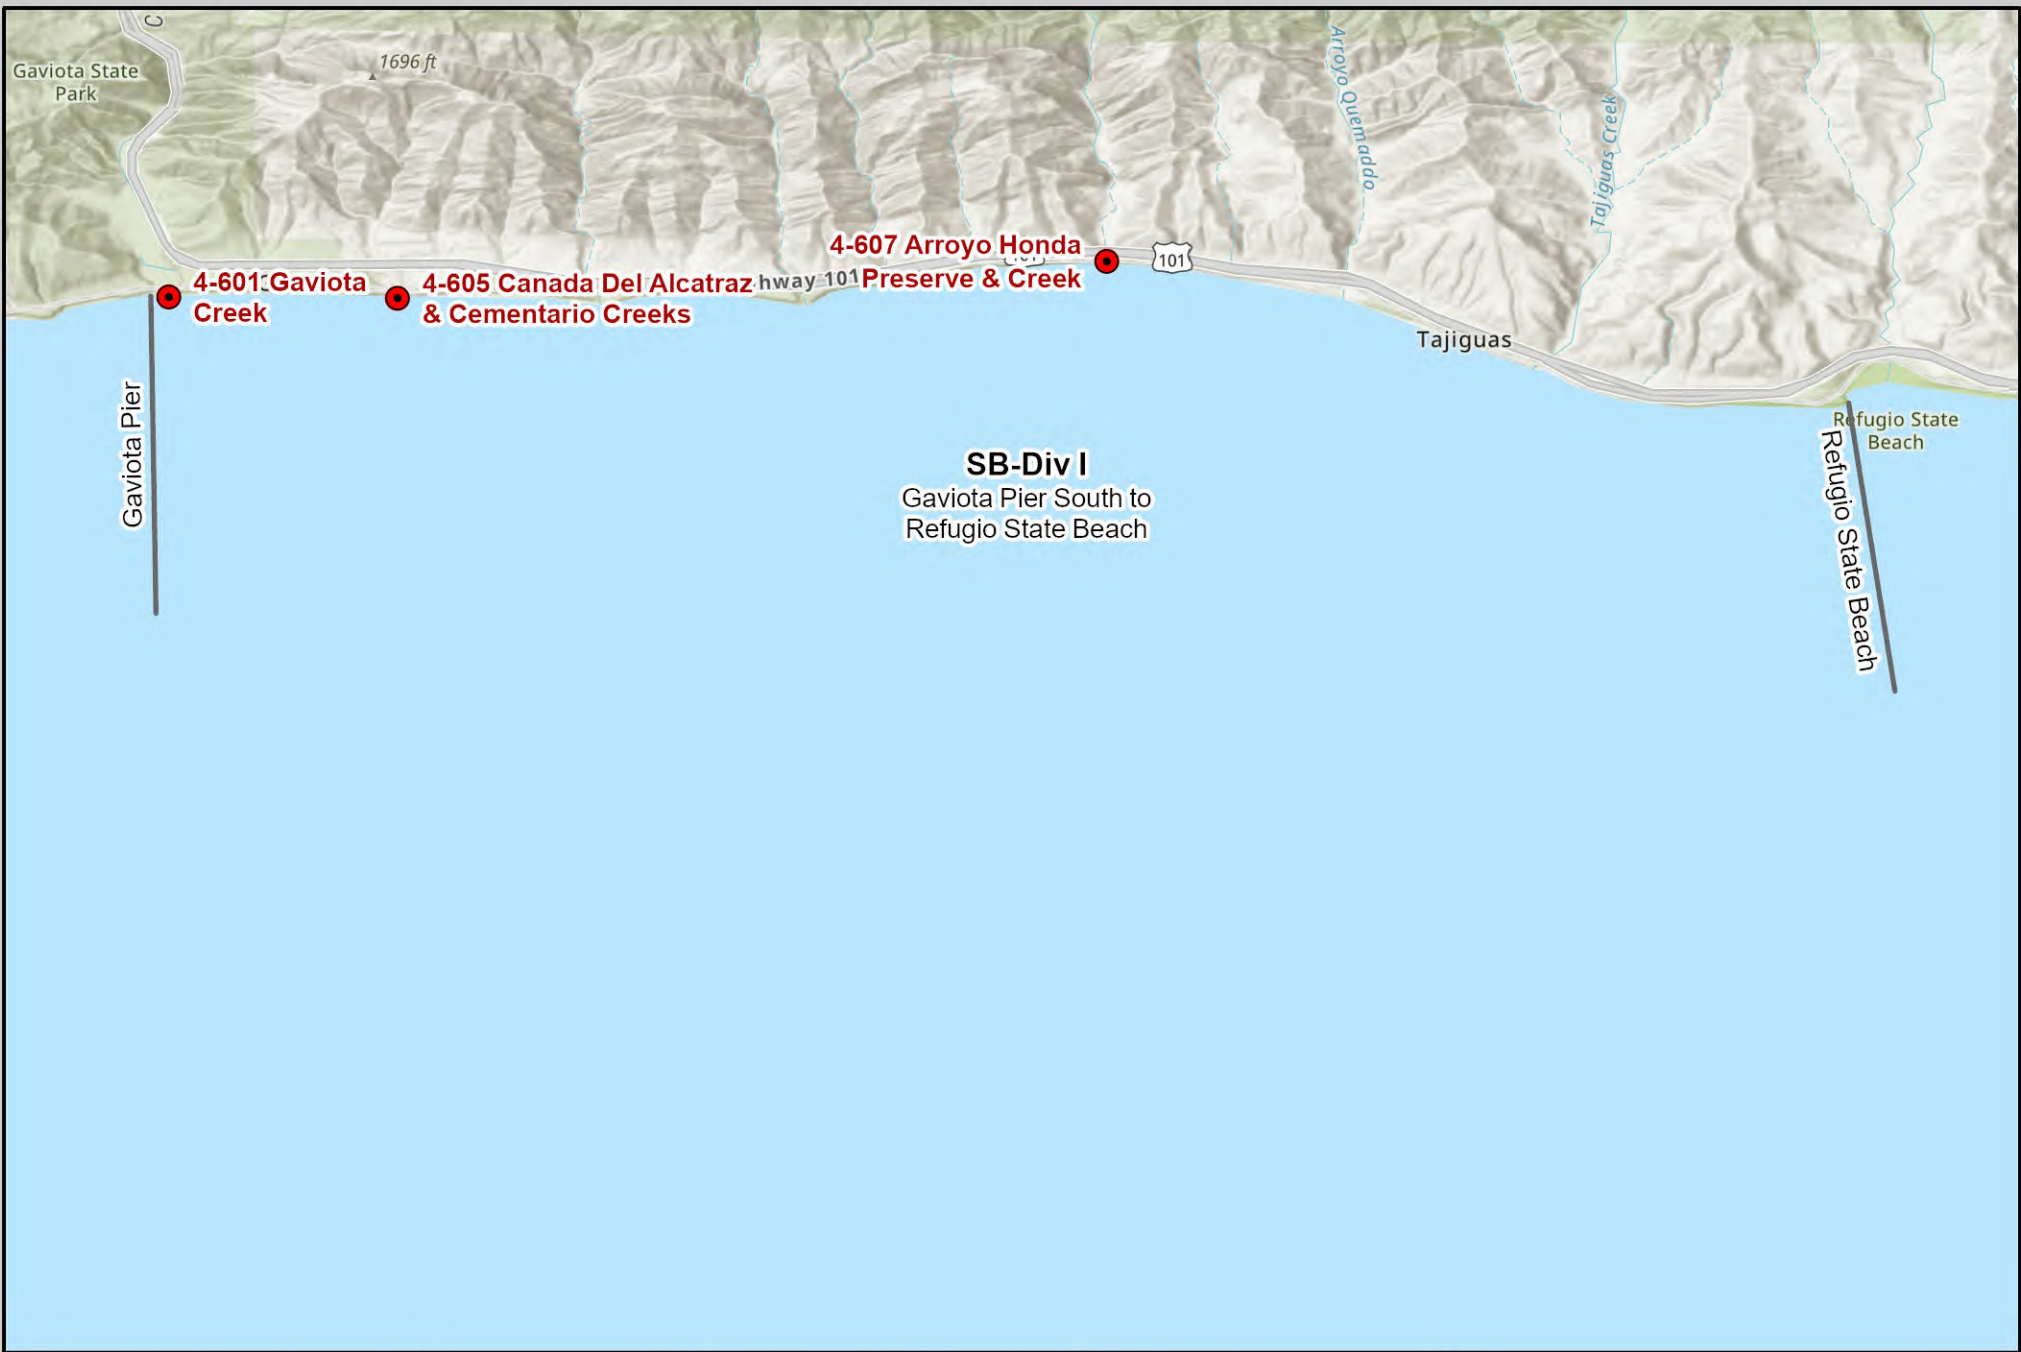 C
Gaviota State
Park
1696 ft
Arroyo Quemaddo
Tajiguas Creek
4-601 Gaviota
Creek
4-605 Canada Del Alcatraz
& Cementario Creeks
hway 101
4-607 Arroyo Honda
Preserve & Creek
101
101
Tajiguas
Gaviota Pier
SB-Div I
Gaviota Pier South to
Refugio State Beach
Refugio State
Beach
Refugio State Beach